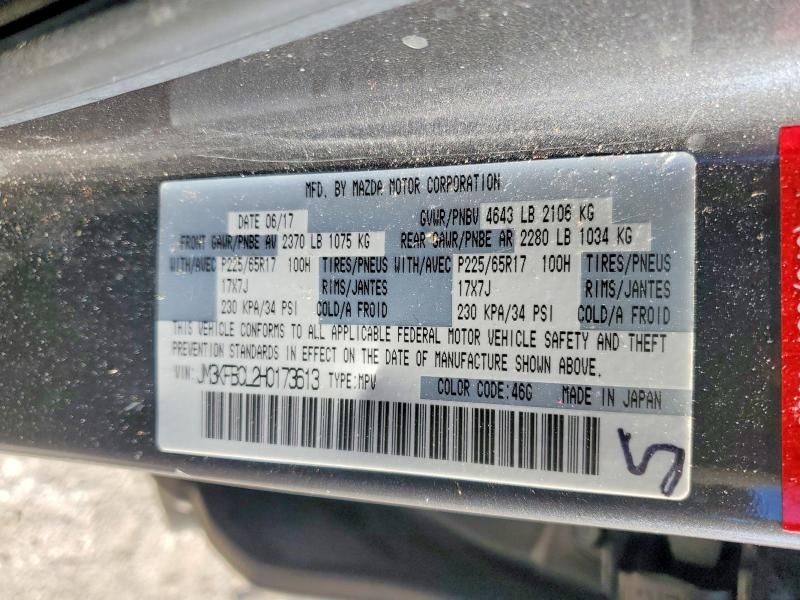 MFD. BY MAZDA MOTOR CORPORATION
DATE 06/17 GVWR/PNBV 4643 LB 2106 KG
FRONT GAWR/PNBE AV 2370 LB 1075 KG REAR GAWR/PNBE AR 2280 LB 1034 KG
WITH/AVEC P225/65R17 100H TIRES/PNEUS WITH/AVEC P225/65R17 100H TIRES/PNEUS
17X7J RIMS/JANTES 17X7J RIMS/JANTES
230 KPA/34 PSI COLD/A FROID 230 KPA/34 PSI COLD/A FROID
THIS VEHICLE CONFORMS TO ALL APPLICABLE FEDERAL MOTOR VEHICLE SAFETY AND THEFT
PREVENTION STANDARDS IN EFFECT ON THE DATE OF MANUFACTURE SHOWN ABOVE.
VIN: JM3KFBCL2H0173613 TYPE:MPV COLOR CODE:46G MADE IN JAPAN
5